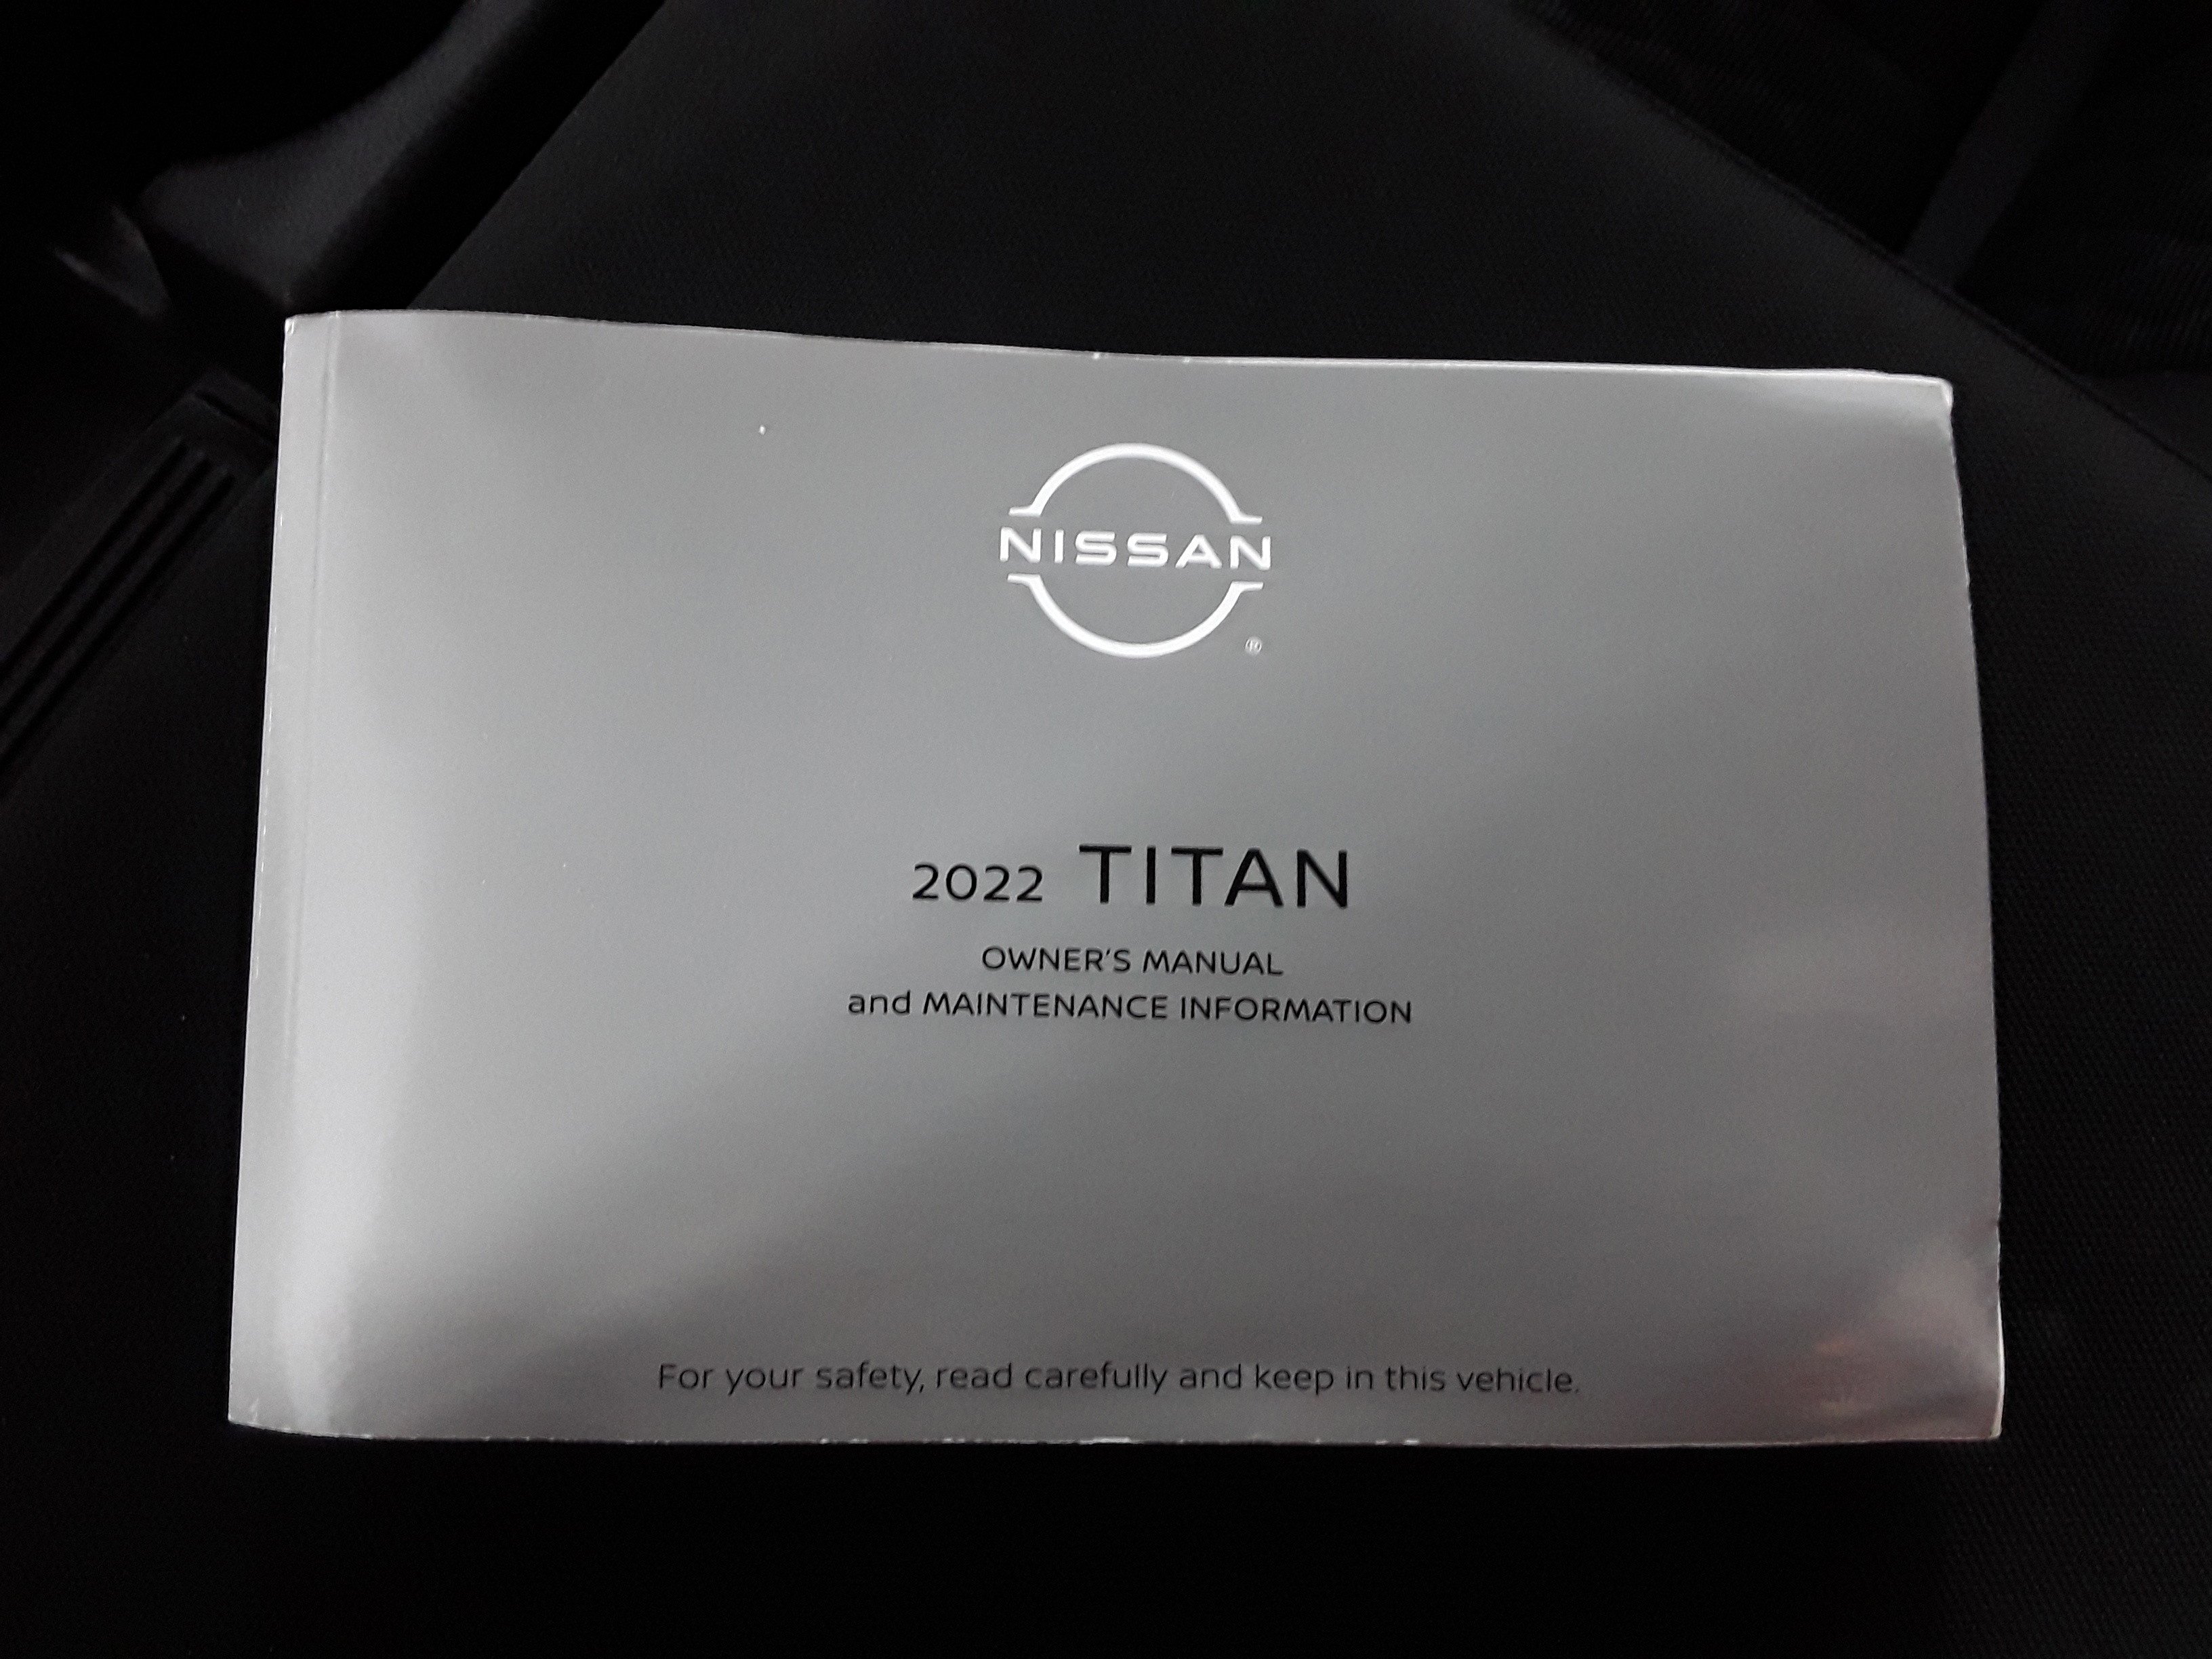 NISSAN
®
2022 TITAN
OWNER'S MANUAL
and MAINTENANCE INFORMATION
For your safety, read carefully and keep in this vehicle.